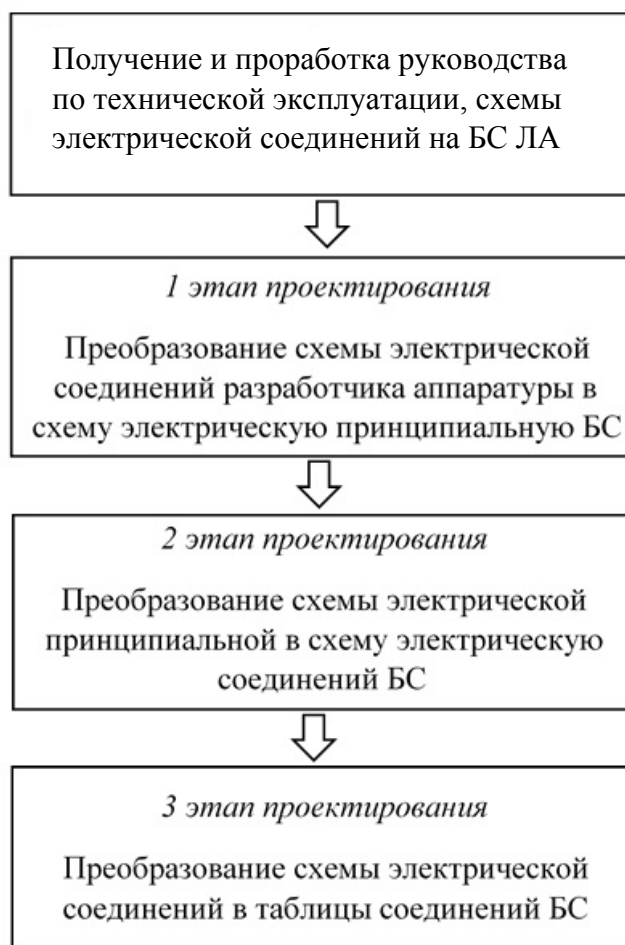 Получение и проработка руководства
по технической эксплуатации, схемы
электрической соединений на БС ЛА
1 этап проектирования
Преобразование схемы электрической
соединений разработчика аппаратуры в
схему электрическую принципиальную БС
2 этап проектирования
Преобразование схемы электрической
принципиальной в схему электрическую
соединений БС
3 этап проектирования
Преобразование схемы электрической
соединений в таблицы соединений БС